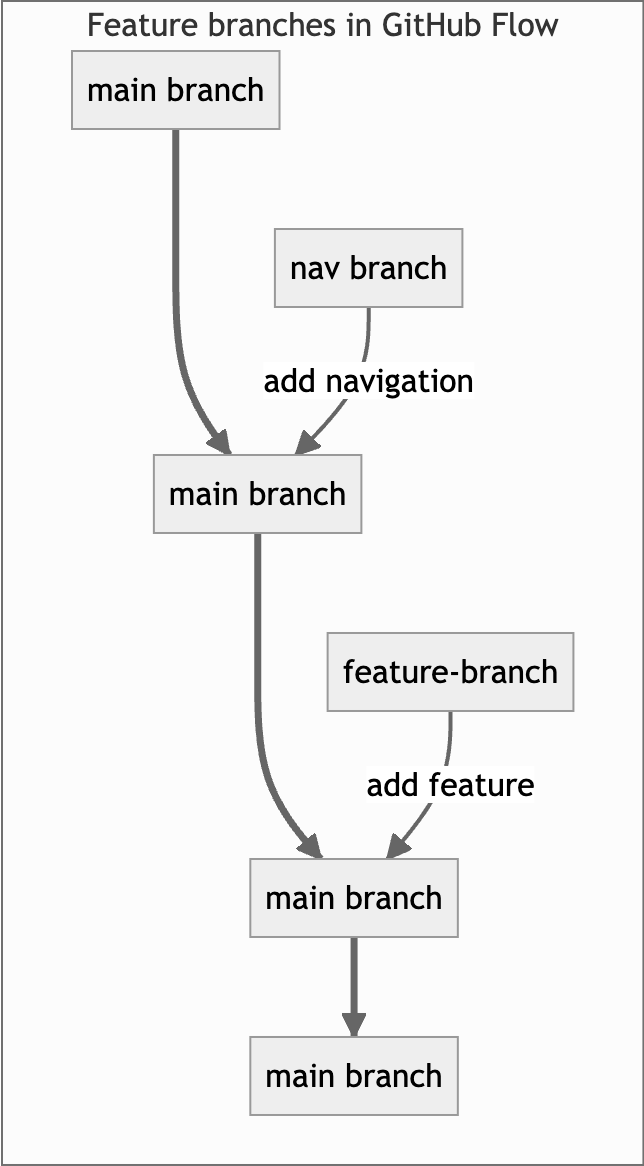 Feature branches in GitHub Flow
main branch
nav branch
add navigation
main branch
feature-branch
add feature
main branch
main branch